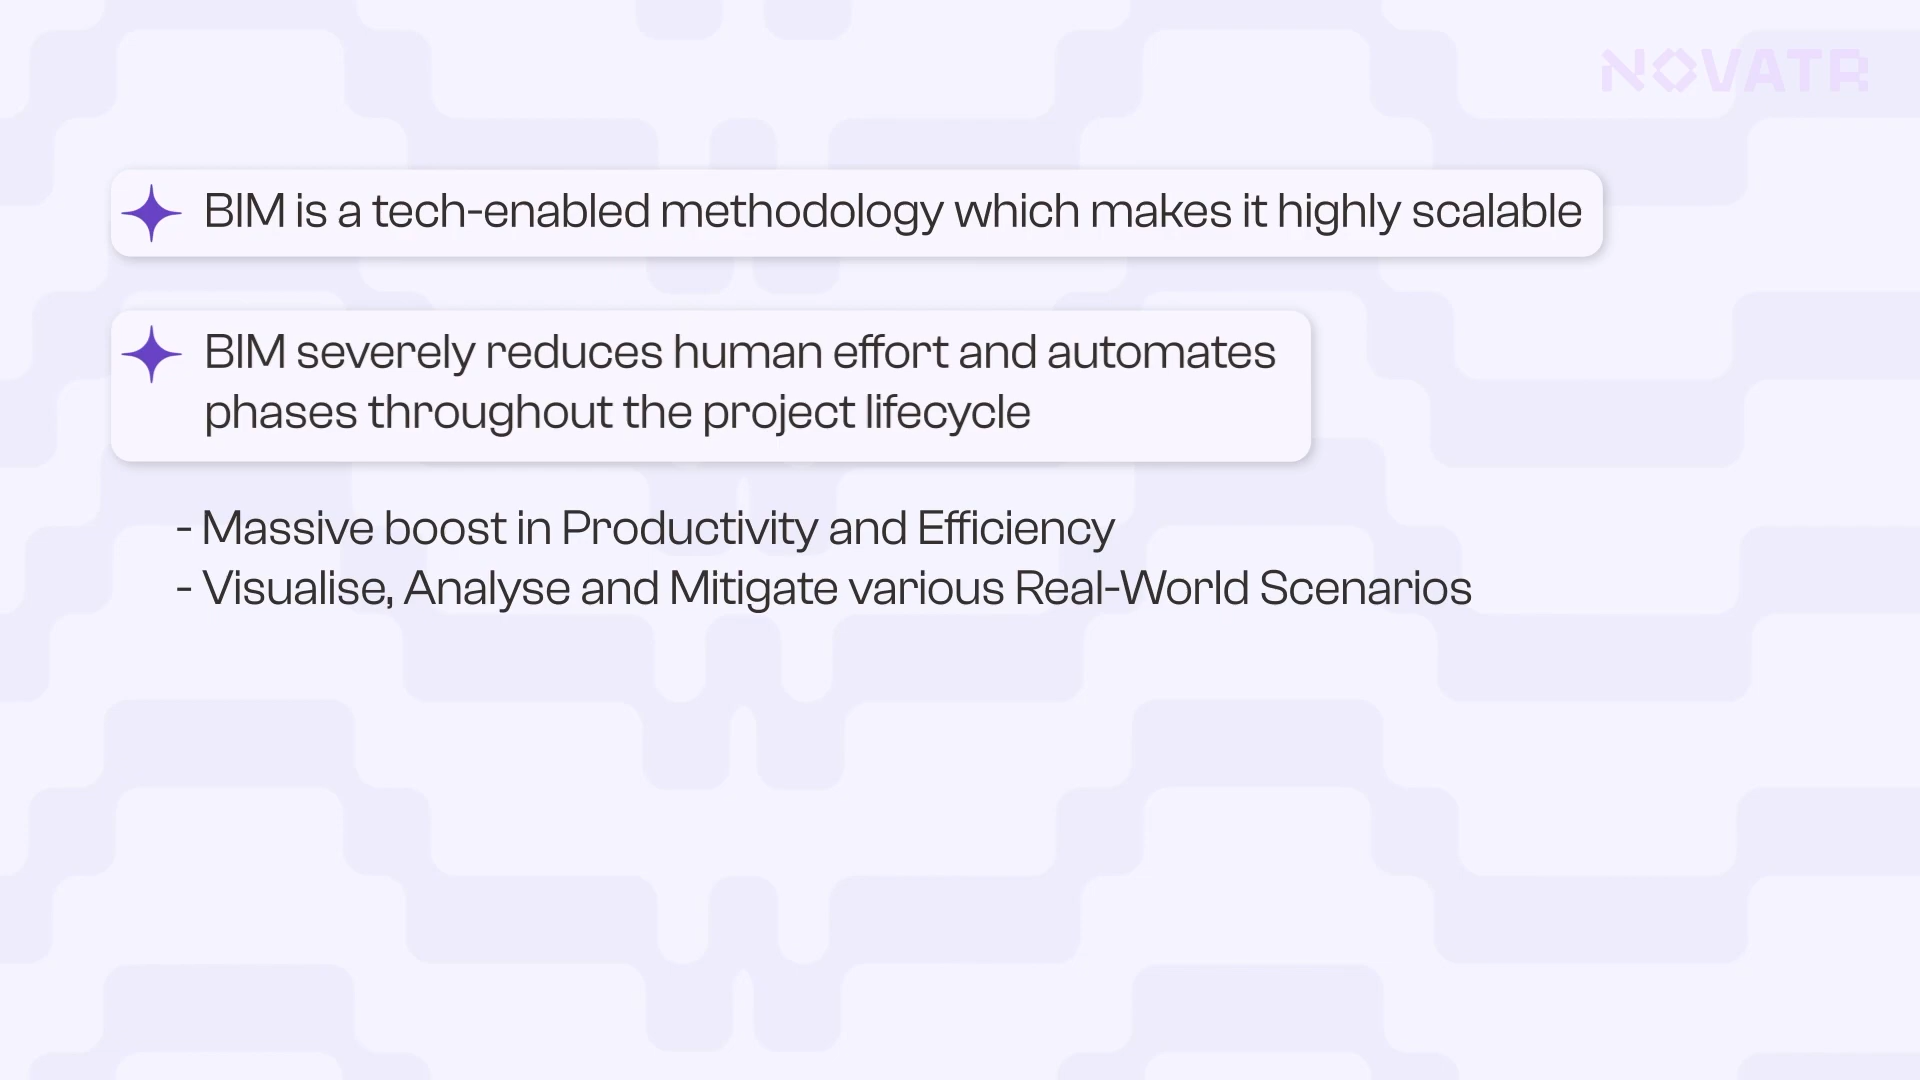 NOVATR
BIM is a tech-enabled methodology which makes it highly scalable
BIM severely reduces human effort and automates
phases throughout the project lifecycle
- Massive boost in Productivity and Efficiency
- Visualise, Analyse and Mitigate various Real-World Scenarios